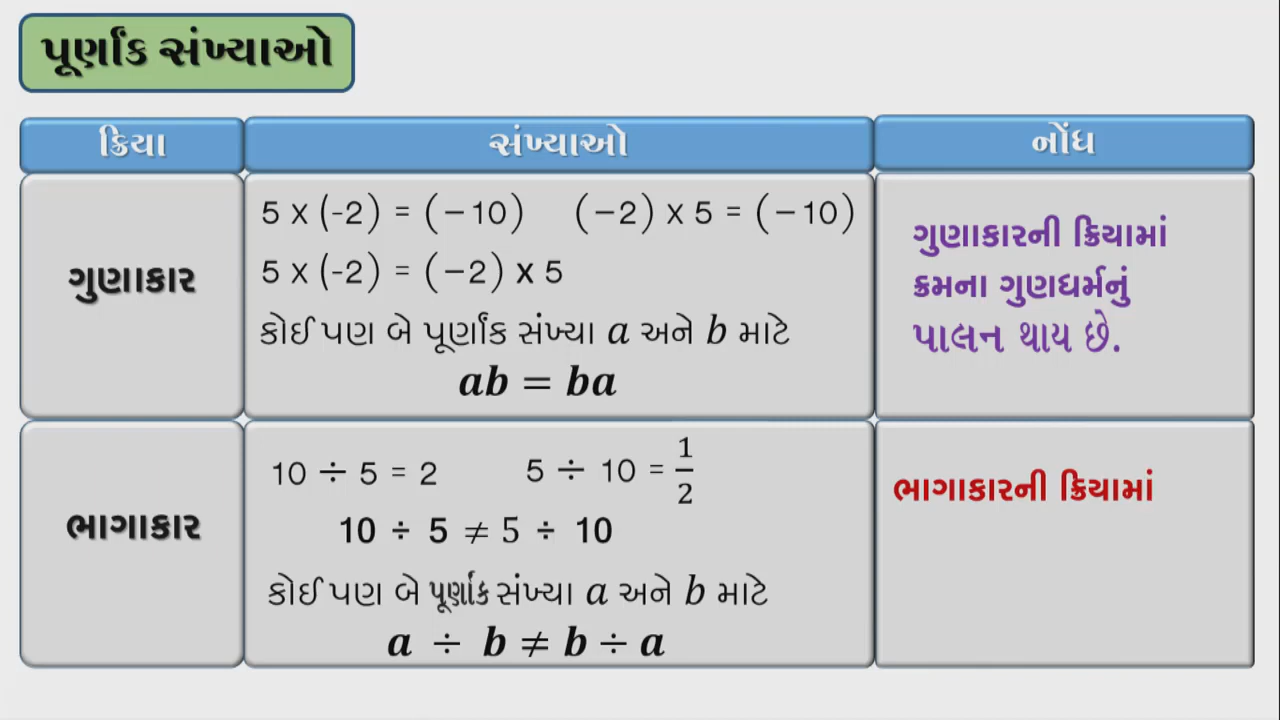 પૂર્ણાંક સંખ્યાઓ
ક્રિયા સંખ્યાઓ નોંધ
ગુણાકાર
5 x (-2) = (−10) (−2) x 5 = (−10)
5 x (-2) = (−2) x 5
કોઈ પણ બે પૂર્ણાંક સંખ્યા a અને b માટે
ab = ba
ગુણાકારની ક્રિયામાં
ક્રમના ગુણધર્મનું
પાલન થાય છે.
ભાગાકાર
10 ÷ 5 = 2 5 ÷ 10 = 1/2
10 ÷ 5 ≠ 5 ÷ 10
કોઈ પણ બે પૂર્ણાંક સંખ્યા a અને b માટે
a ÷ b ≠ b ÷ a
ભાગાકારની ક્રિયામાં